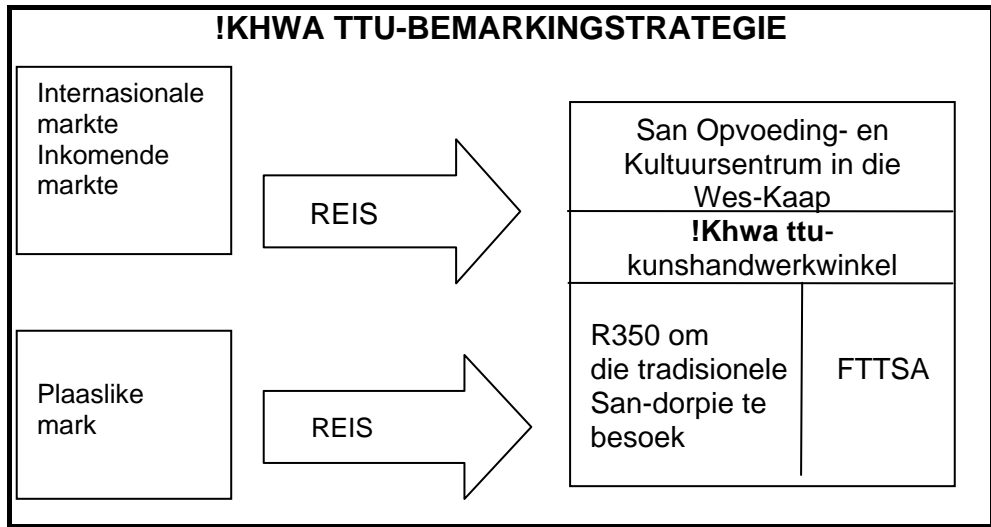 !KHWA TTU-BEMARKINGSTRATEGIE
Internasionale
markte
Inkomende
markte
REIS
San Opvoeding- en
Kultuursentrum in die
Wes-Kaap
!Khwa ttu-
kunshandwerkwinkel
Plaaslike
mark
REIS
R350 om
die tradisionele
San-dorpie te
besoek
FTTSA